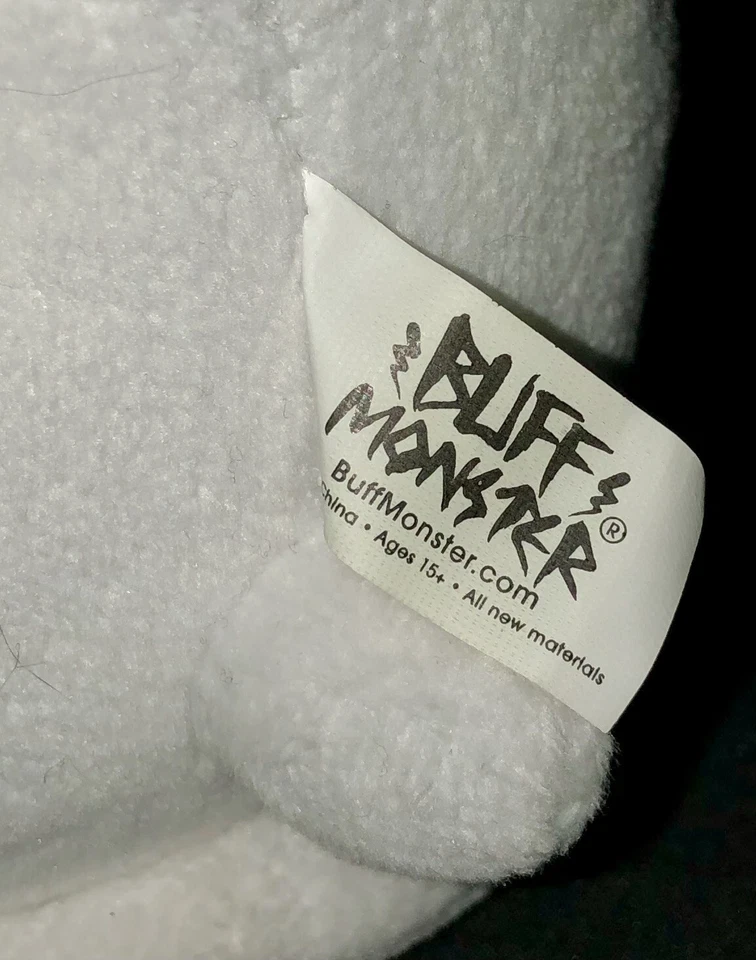 BUFF
MONSTER®
BuffMonster.com
China • Ages 15+ • All new materials